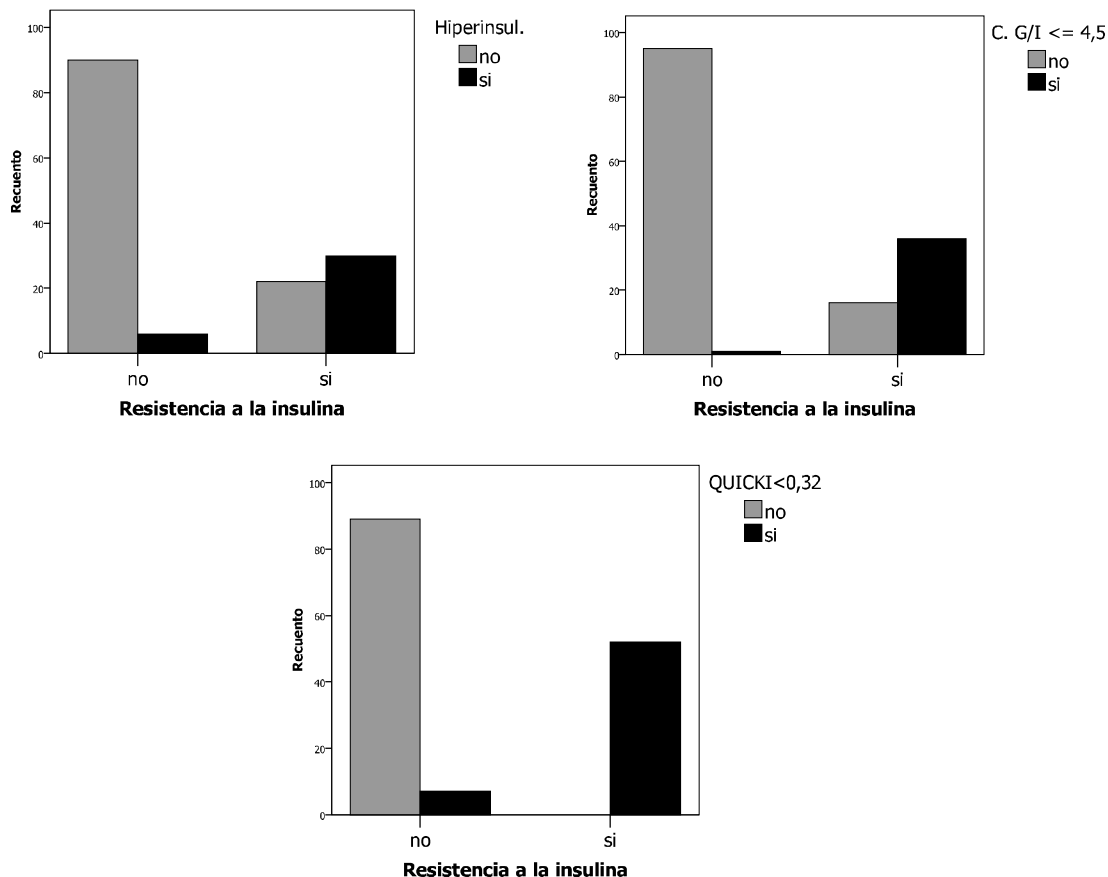 Hiperinsul.
no
si
100
80
60
40
20
0
Recuento
no si
Resistencia a la insulina
C. G/I <= 4,5
no
si
100
80
60
40
20
0
Recuento
no si
Resistencia a la insulina
QUICKI<0,32
no
si
100
80
60
40
20
0
Recuento
no si
Resistencia a la insulina